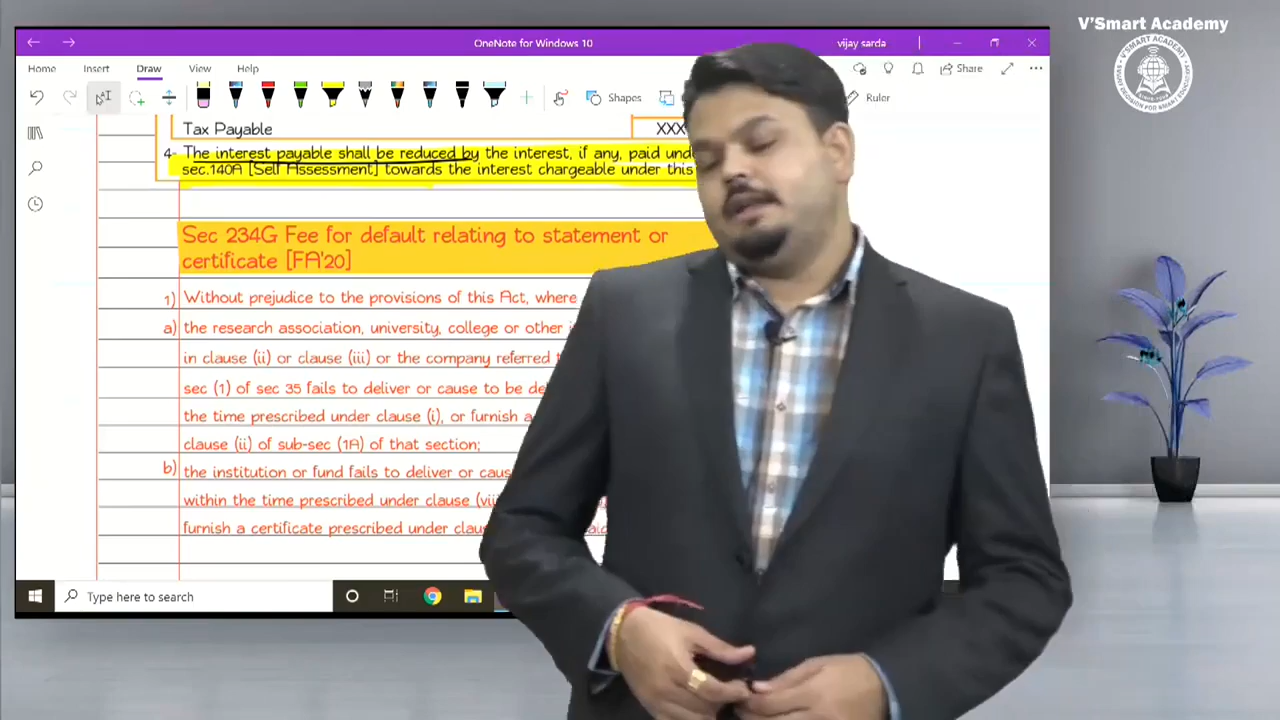 V'Smart Academy
OneNote for Windows 10
vijay sarda
Home
Insert
Draw
View
Help
Share
Shapes
Ruler
Tax Payable
XXX
4- The interest payable shall be reduced by the interest, if any, paid
sec.140A [Self Assessment] towards the interest chargeable under this
Sec 234G Fee for default relating to statement or
certificate [FA'20]
1) Without prejudice to the provisions of this Act, where
a) the research association, university, college or other
in clause (ii) or clause (iii) or the company referred
sec (1) of sec 35 fails to deliver or cause to be
the time prescribed under clause (i), or furnish
clause (ii) of sub-sec (1A) of that section;
b) the institution or fund fails to deliver or
within the time prescribed under clause
furnish a certificate prescribed under
Type here to search